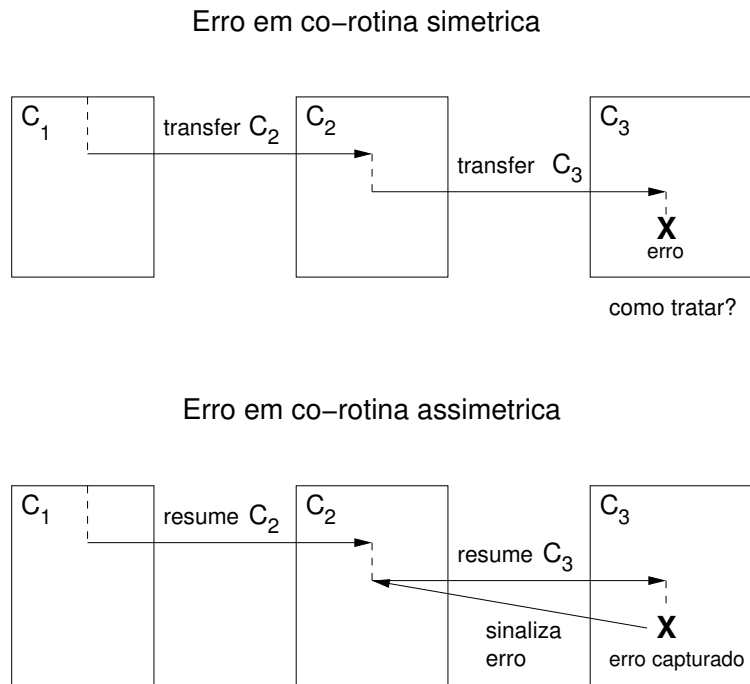 Erro em co-rotina simetrica
C1
transfer C2
C2
transfer C3
C3
X
erro
como tratar?
Erro em co-rotina assimetrica
C1
resume C2
C2
resume C3
C3
sinaliza
erro
X
erro capturado